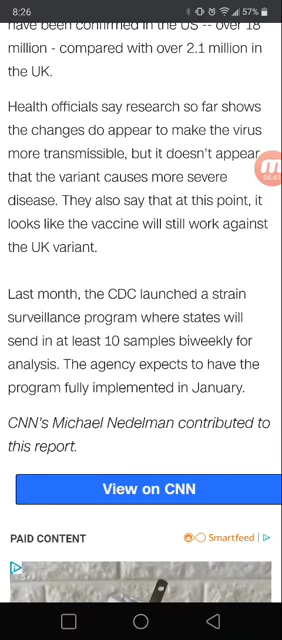 8:26
57%
have been confirmed in the US -- over 18
million - compared with over 2.1 million in
the UK.
Health officials say research so far shows
the changes do appear to make the virus
more transmissible, but it doesn't appear
that the variant causes more severe
disease. They also say that at this point, it
looks like the vaccine will still work against
the UK variant.
Last month, the CDC launched a strain
surveillance program where states will
send in at least 10 samples biweekly for
analysis. The agency expects to have the
program fully implemented in January.
CNN's Michael Nedelman contributed to
this report.
View on CNN
PAID CONTENT
Smartfeed